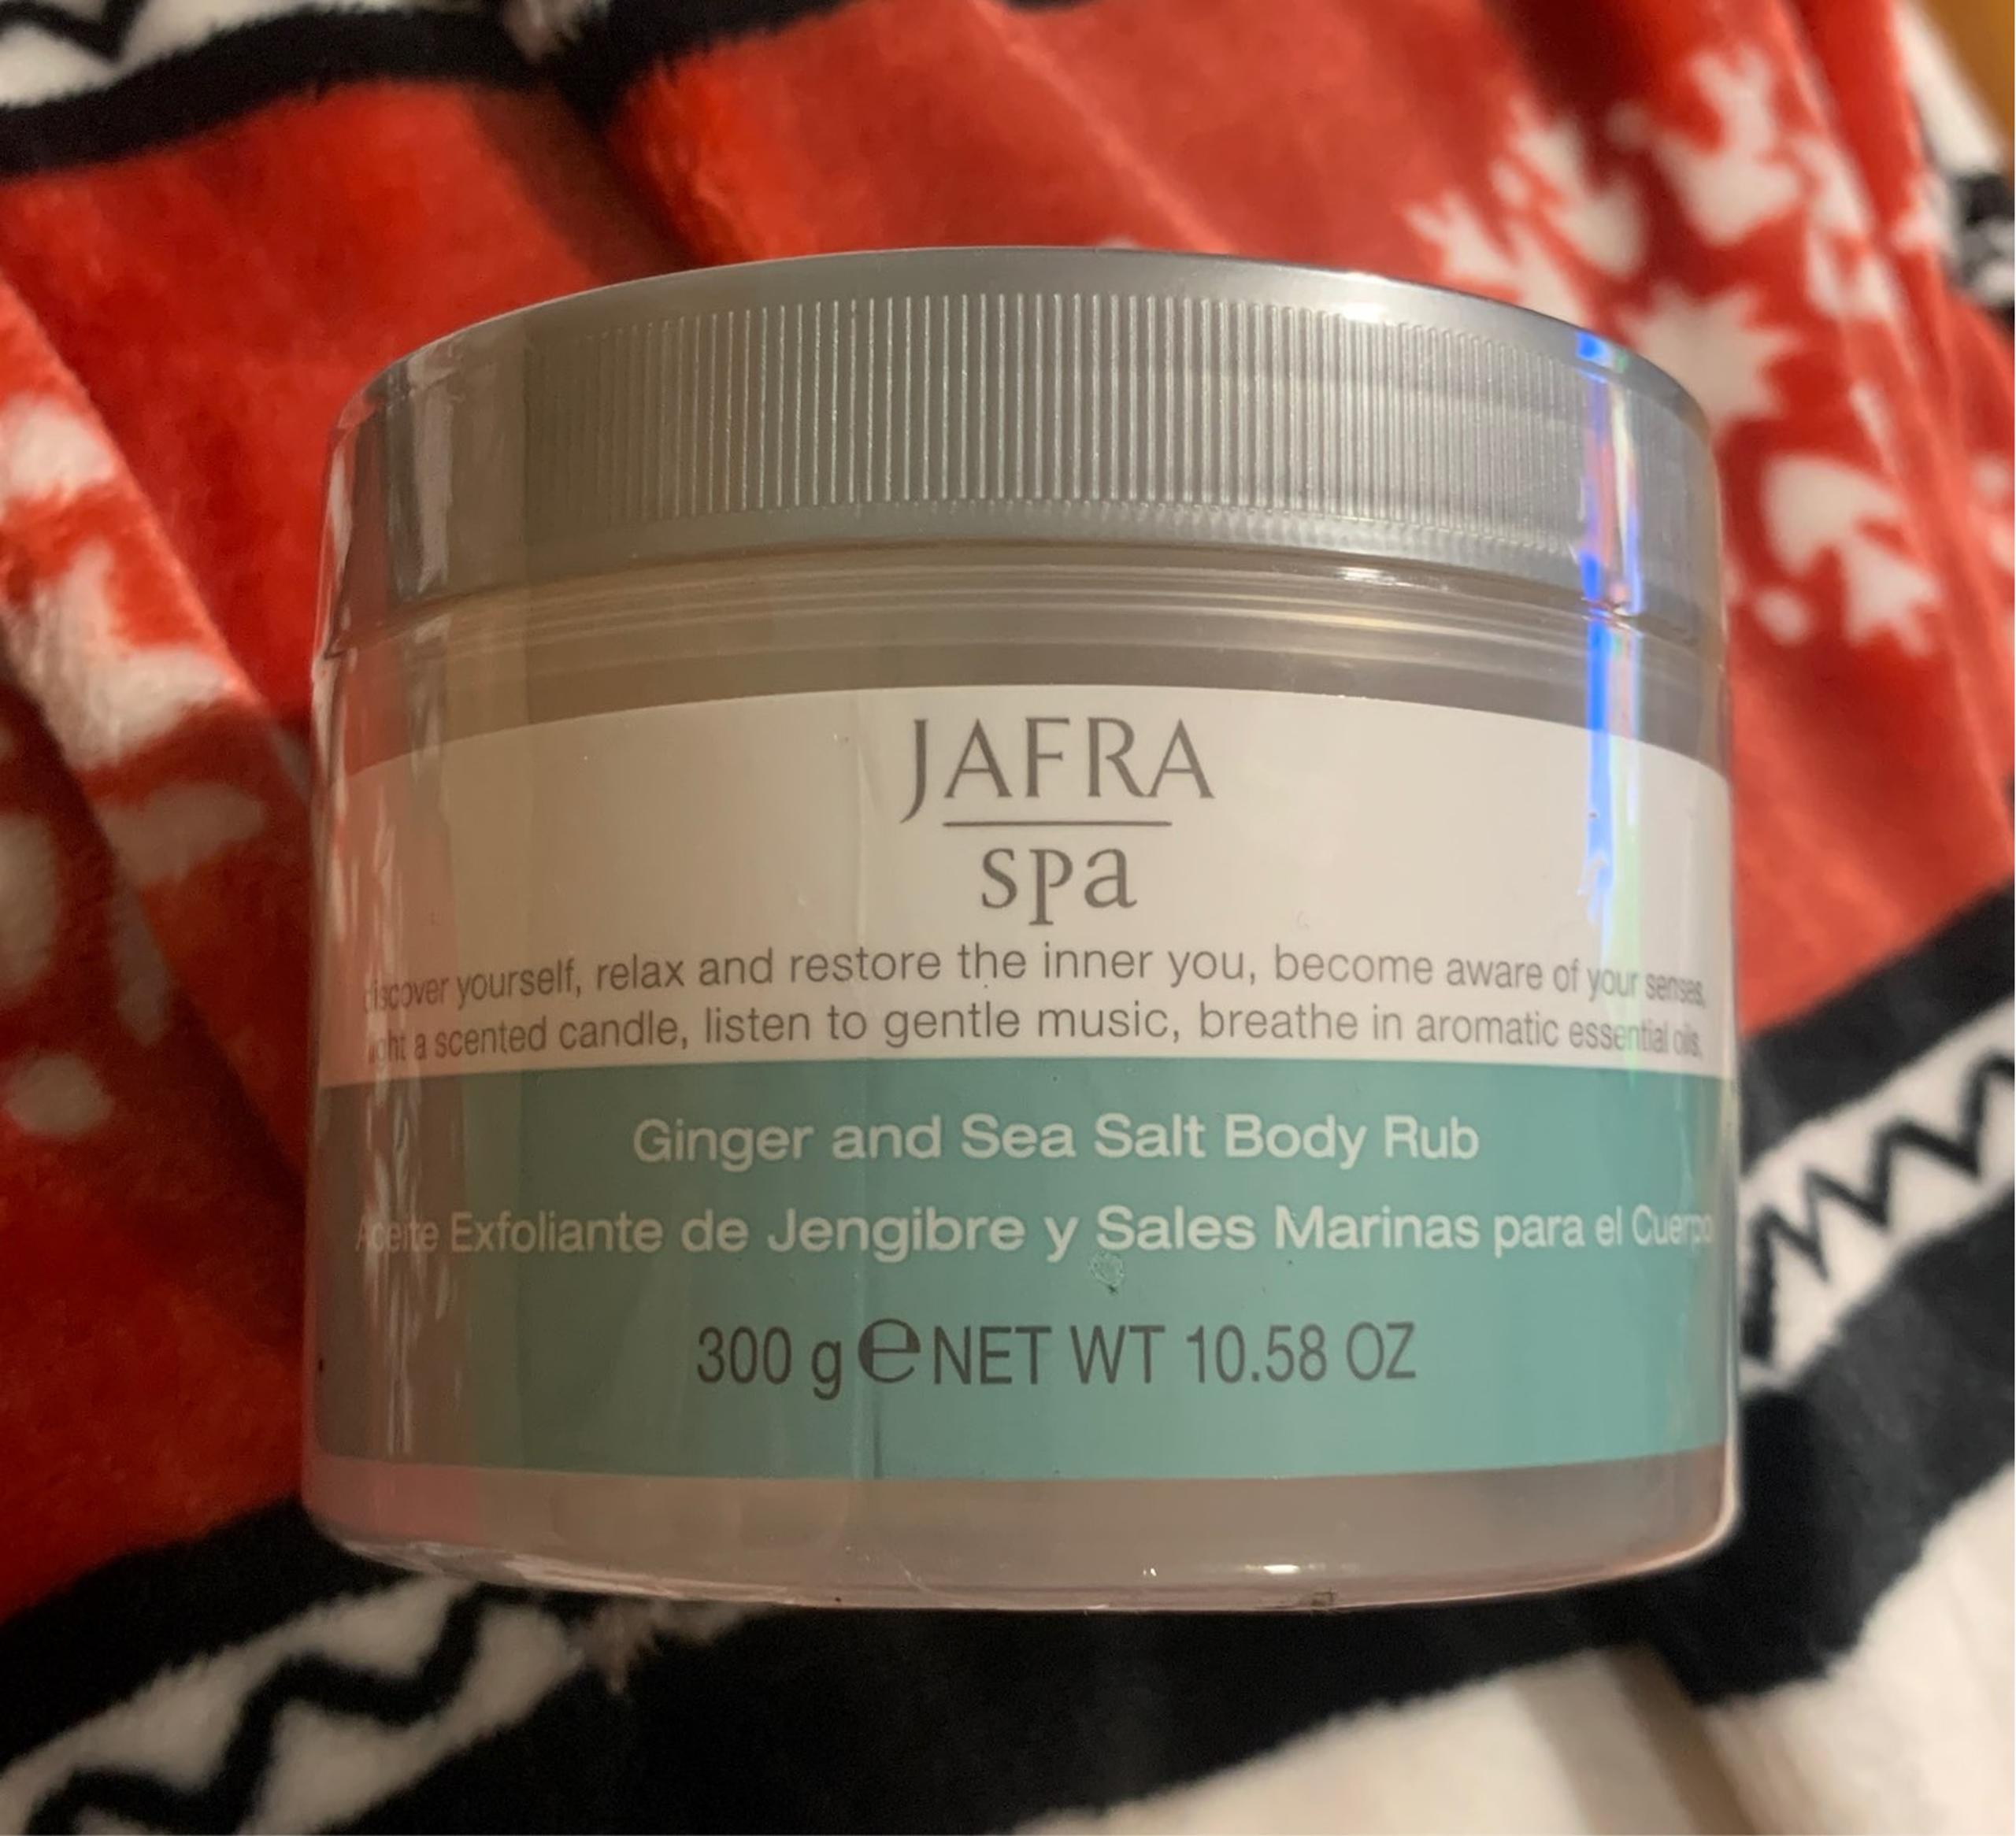 JAFRA
spa
discover yourself, relax and restore the inner you, become aware of your senses,
light a scented candle, listen to gentle music, breathe in aromatic essential oils.
Ginger and Sea Salt Body Rub
Aceite Exfoliante de Jengibre y Sales Marinas para el Cuerpo
300 g ℮ NET WT 10.58 OZ